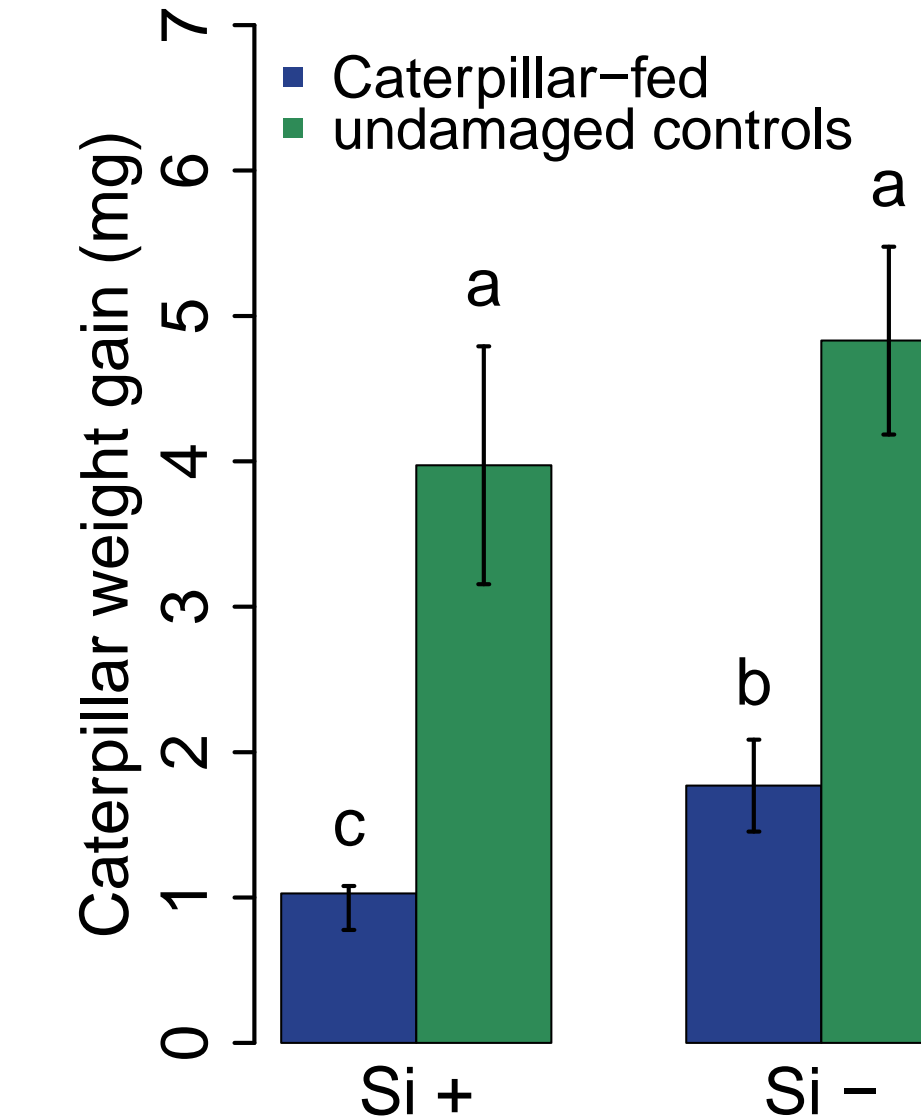 Caterpillar weight gain (mg)
7
6
5
4
3
2
1
0
Caterpillar−fed
undamaged controls
a
a
b
c
Si +
Si −